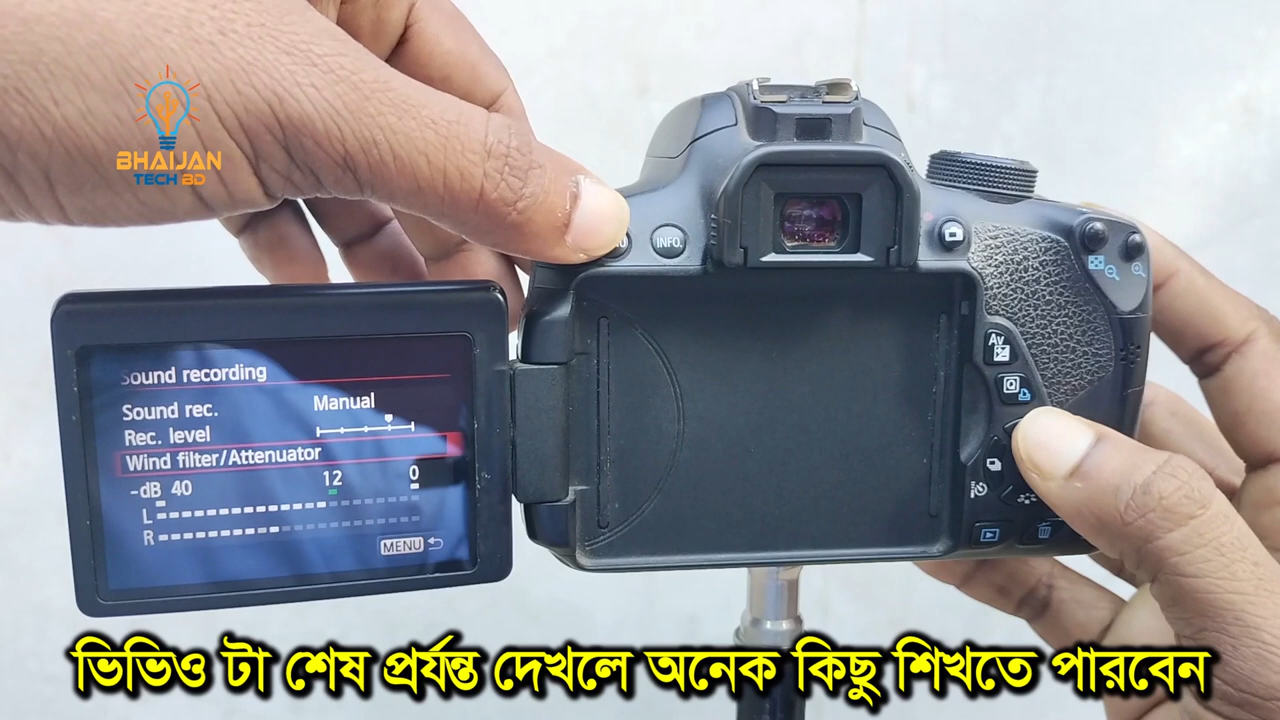 BHAIJAN
TECH BD
INFO.
Av
Q
Sound recording
Sound rec. Manual
Rec. level
Wind filter/Attenuator
-dB 40 12 0
L
R
MENU
ভিভিও টা শেষ প্রর্যন্ত দেখলে অনেক কিছু শিখতে পারবেন